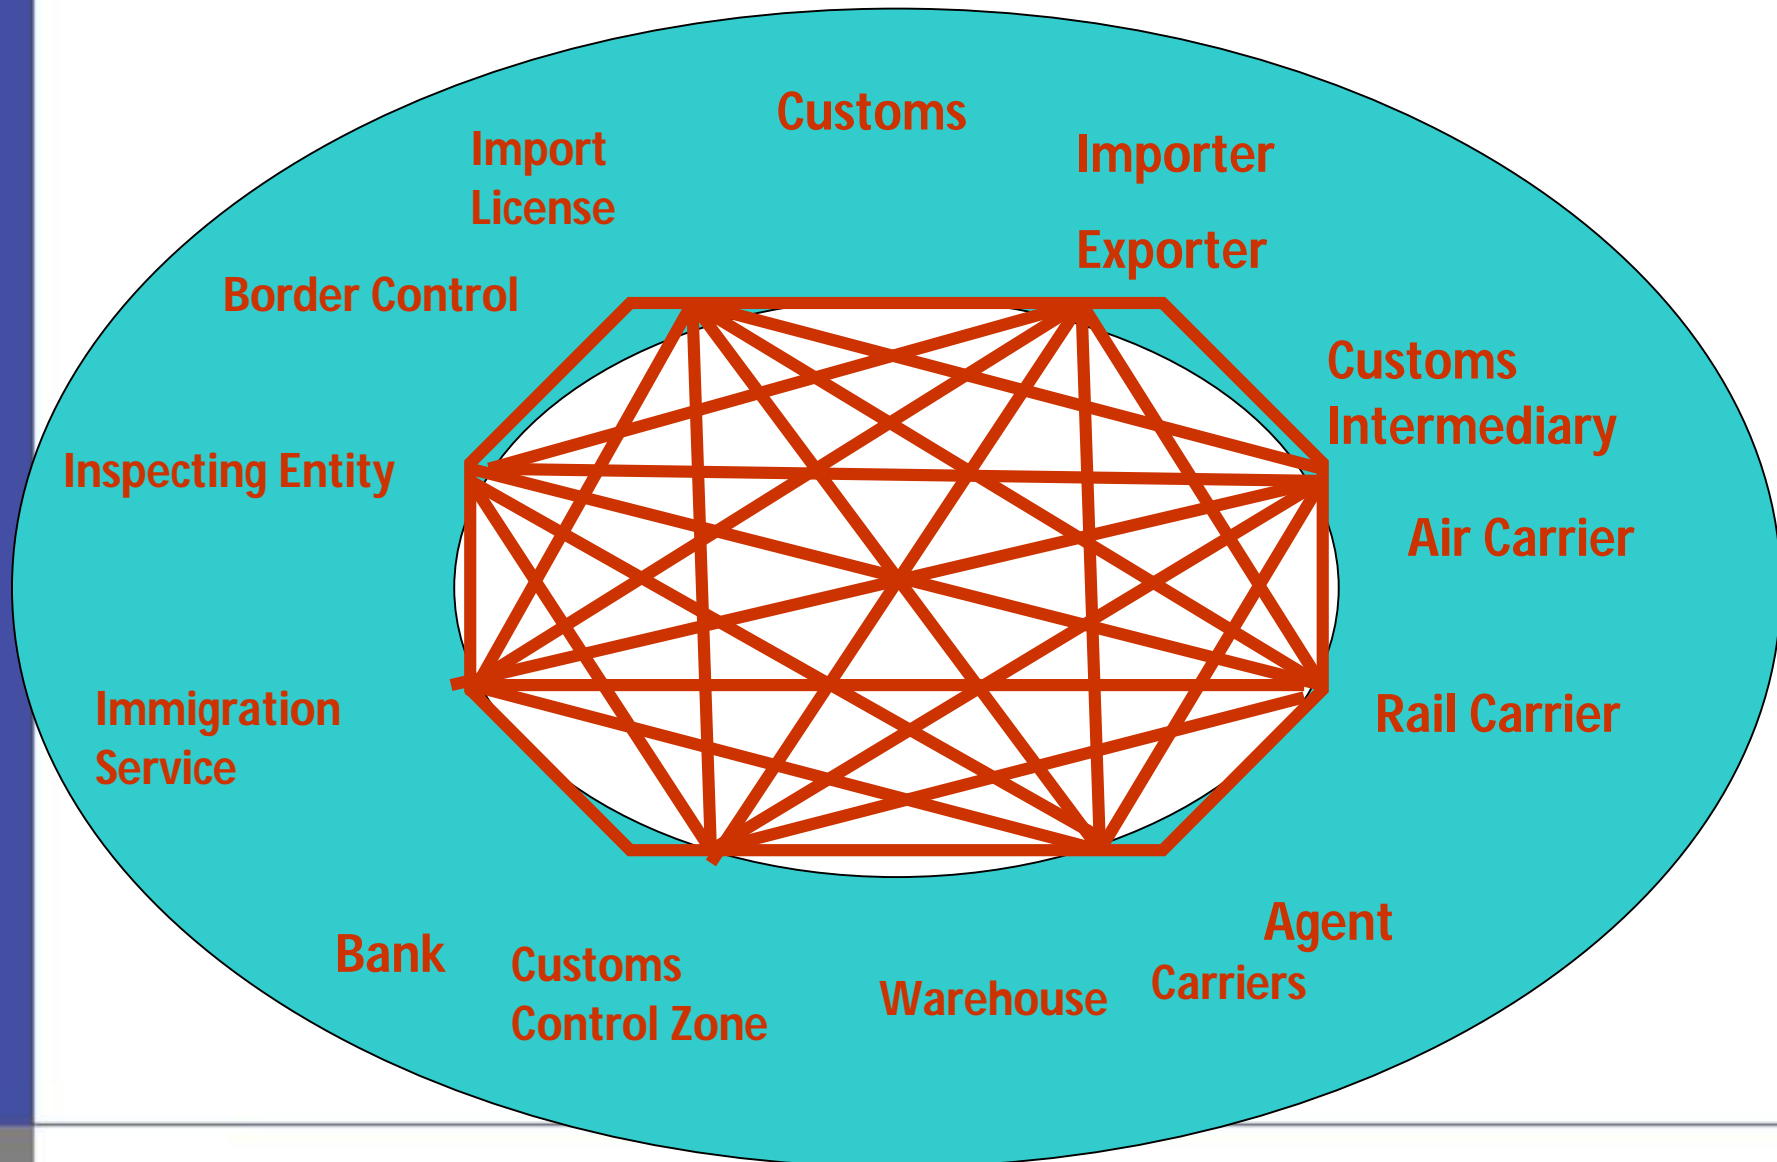 Customs
Import
License
Importer
Exporter
Border Control
Customs
Intermediary
Inspecting Entity
Air Carrier
Immigration
Service
Rail Carrier
Agent
Carriers
Bank
Customs
Control Zone
Warehouse